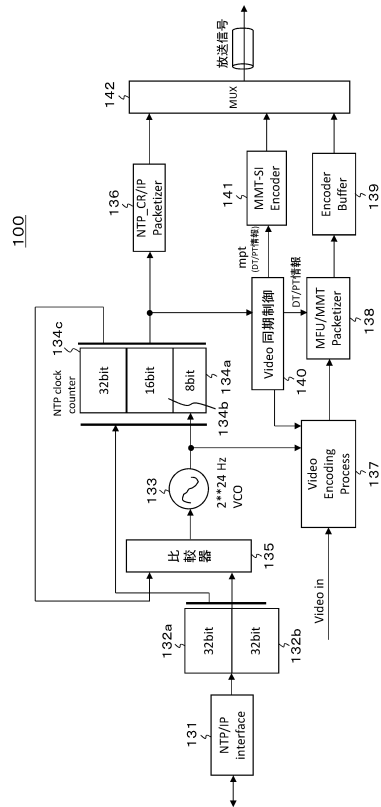 100
131
NTP/IP
interface
132a
32bit
32bit
132b
比較器
135
133
2**24 Hz
VCO
NTP clock
counter
134c
32bit
16bit
8bit
134a
134b
136
NTP_CR/IP
Packetizer
Video in
Video
Encoding
Process
137
Video 同期制御
140
mpt
(DT/PT情報)
DT/PT情報
MFU/MMT
Packetizer
138
141
MMT-SI
Encoder
Encoder
Buffer
139
142
MUX
放送信号